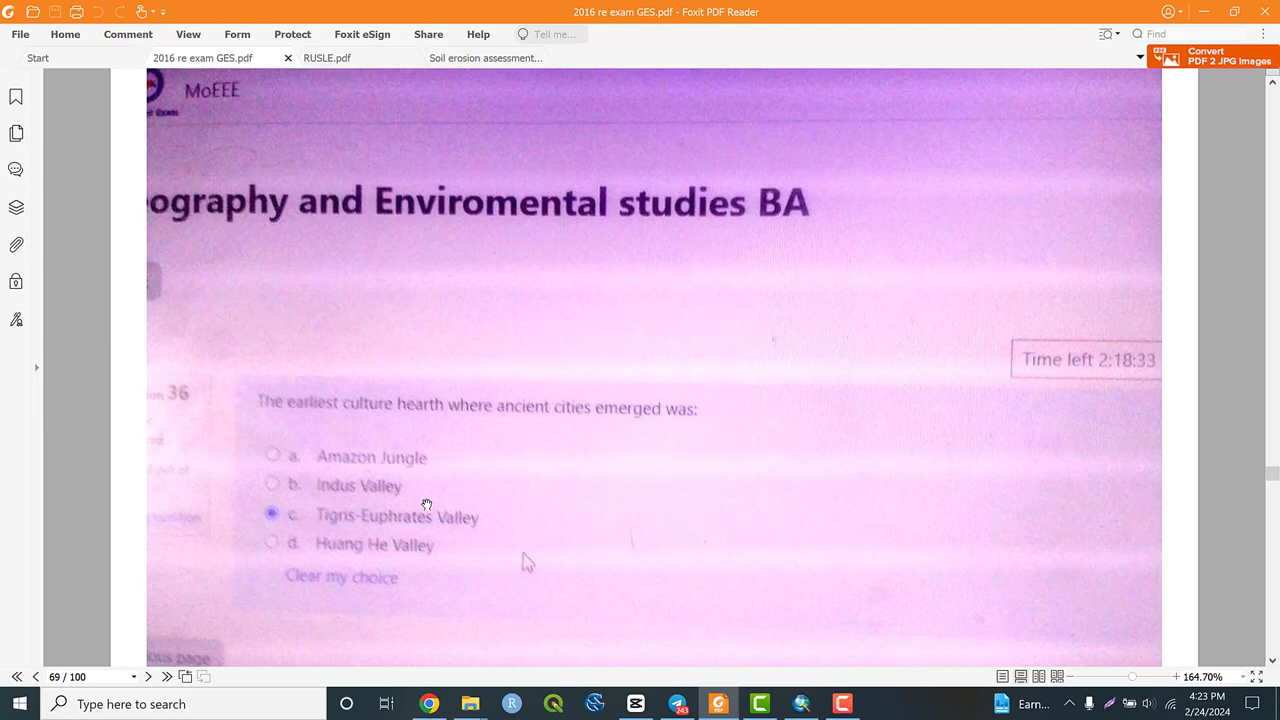 2016 re exam GES.pdf - Foxit PDF Reader
File Home Comment View Form Protect Foxit eSign Share Help Tell me... Find
Start 2016 re exam GES.pdf RUSLE.pdf Soil erosion assessment...
Convert
PDF 2 JPG Images
MoEEE
ography and Enviromental studies BA
Time left 2:18:33
36
The earliest culture hearth where ancient cities emerged was:
a. Amazon Jungle
b. Indus Valley
c. Tigris-Euphrates Valley
d. Huang He Valley
Clear my choice
69 / 100
164.70%
Type here to search
243
Earn...
4:23 PM
2/24/2024